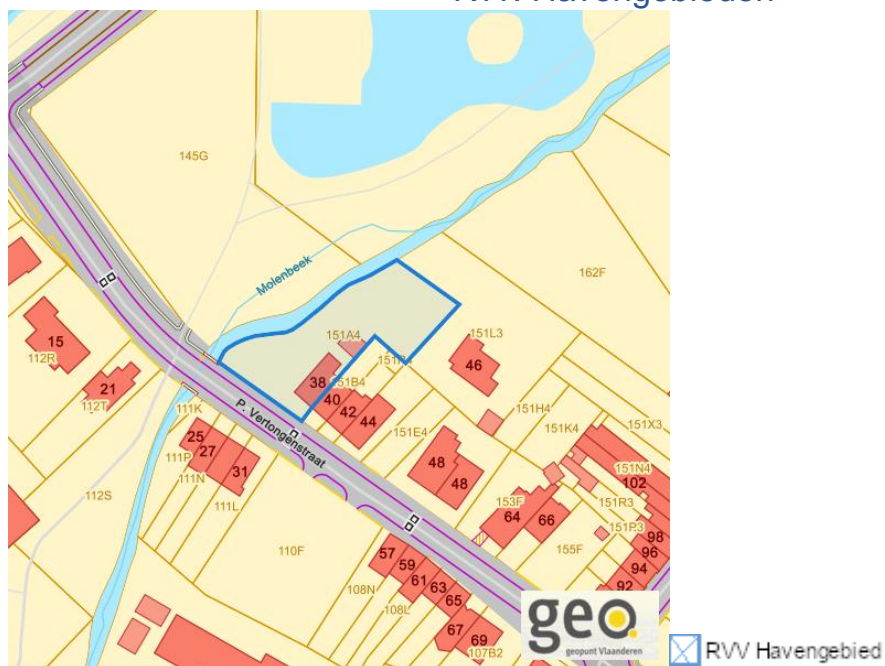 RVV Havengebieden
145G
Molenbeek
162F
15
112R
21
112T
151A4
151L3
46
38
151B4
40
42
44
P. Vertongenstraat
111K
25
27
111P
111N
31
111L
151E4
151H4
151K4
151X3
48
48
151N4
102
151R3
151P3
112S
153F
64
66
155F
98
96
94
92
110F
57
59
61
63
65
67
69
108N
108L
107B2
geo
geopunt Vlaanderen
RVV Havengebied